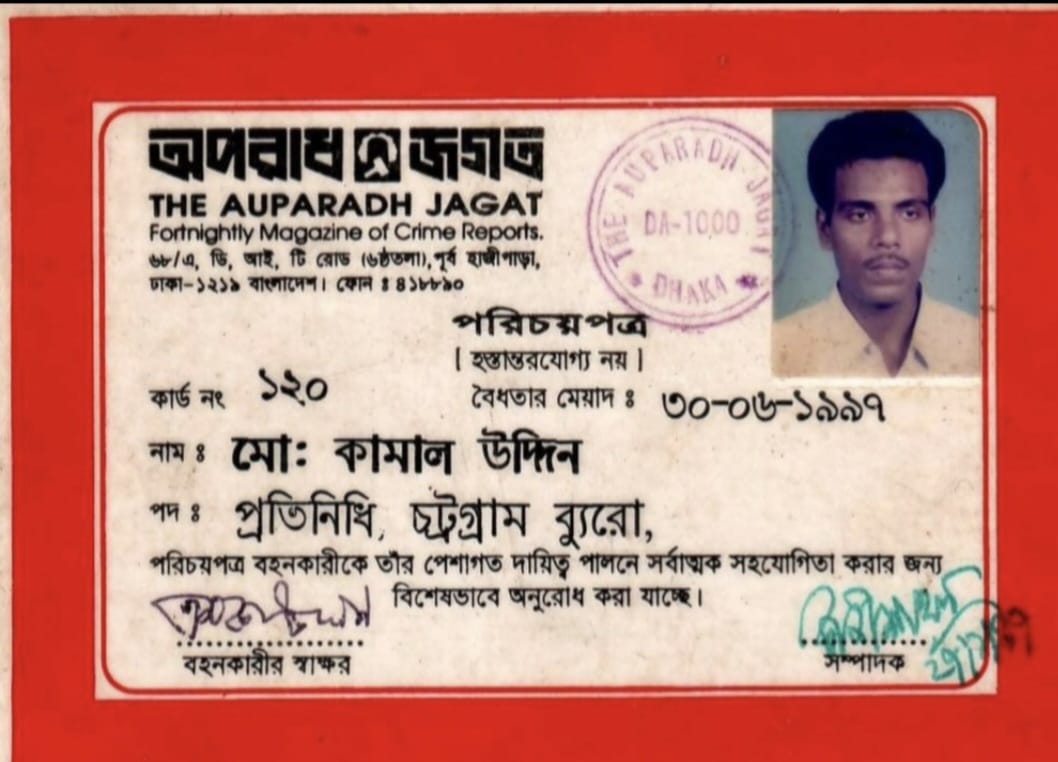 অপরাধ জগত
THE AUPARADH JAGAT
Fortnightly Magazine of Crime Reports.
৬৮/এ, ডি, আই, টি রোড (৬ষ্ঠতলা), পূর্ব হাজীপাড়া,
ঢাকা-১২১৯ বাংলাদেশ। ফোন ঃ ৪১৮৮৯০
THE AUPARADH-JAGAT
DA-1000
DHAKA
পরিচয়পত্র
[ হস্তান্তরযোগ্য নয় ]
কার্ড নং ১২০
বৈধতার মেয়াদ ঃ ৩০-০৬-১৯৯৭
নাম ঃ মো: কামাল উদ্দিন
পদ ঃ প্রতিনিধি, চট্রগ্রাম ব্যুরো,
পরিচয়পত্র বহনকারীকে তাঁর পেশাগত দায়িত্ব পালনে সর্বাত্মক সহযোগিতা করার জন্য
বিশেষভাবে অনুরোধ করা যাচ্ছে।
বহনকারীর স্বাক্ষর
সম্পাদক